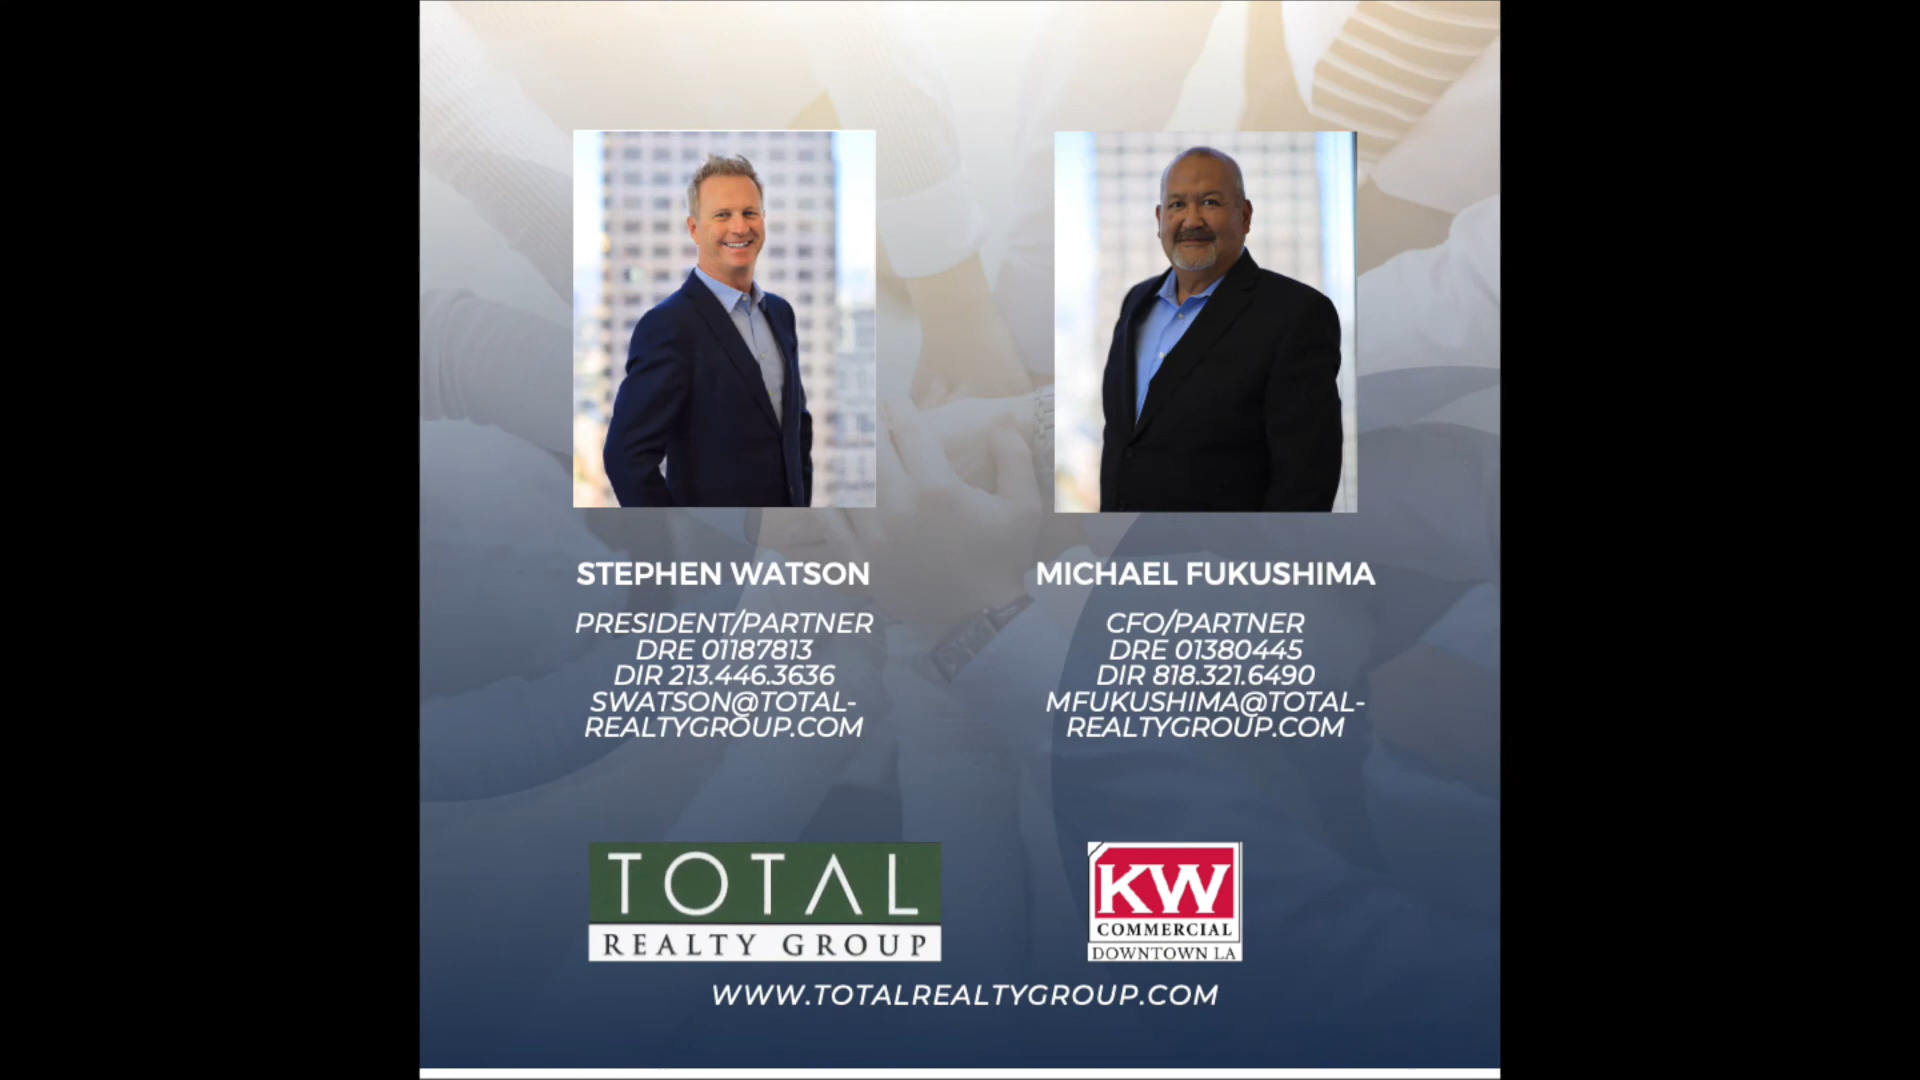 STEPHEN WATSON
PRESIDENT/PARTNER
DRE 01187813
DIR 213.446.3636
SWATSON@TOTAL-
REALTYGROUP.COM
MICHAEL FUKUSHIMA
CFO/PARTNER
DRE 01380445
DIR 818.321.6490
MFUKUSHIMA@TOTAL-
REALTYGROUP.COM
TOTAL
REALTY GROUP
KW
COMMERCIAL
DOWNTOWN LA
WWW.TOTALREALTYGROUP.COM